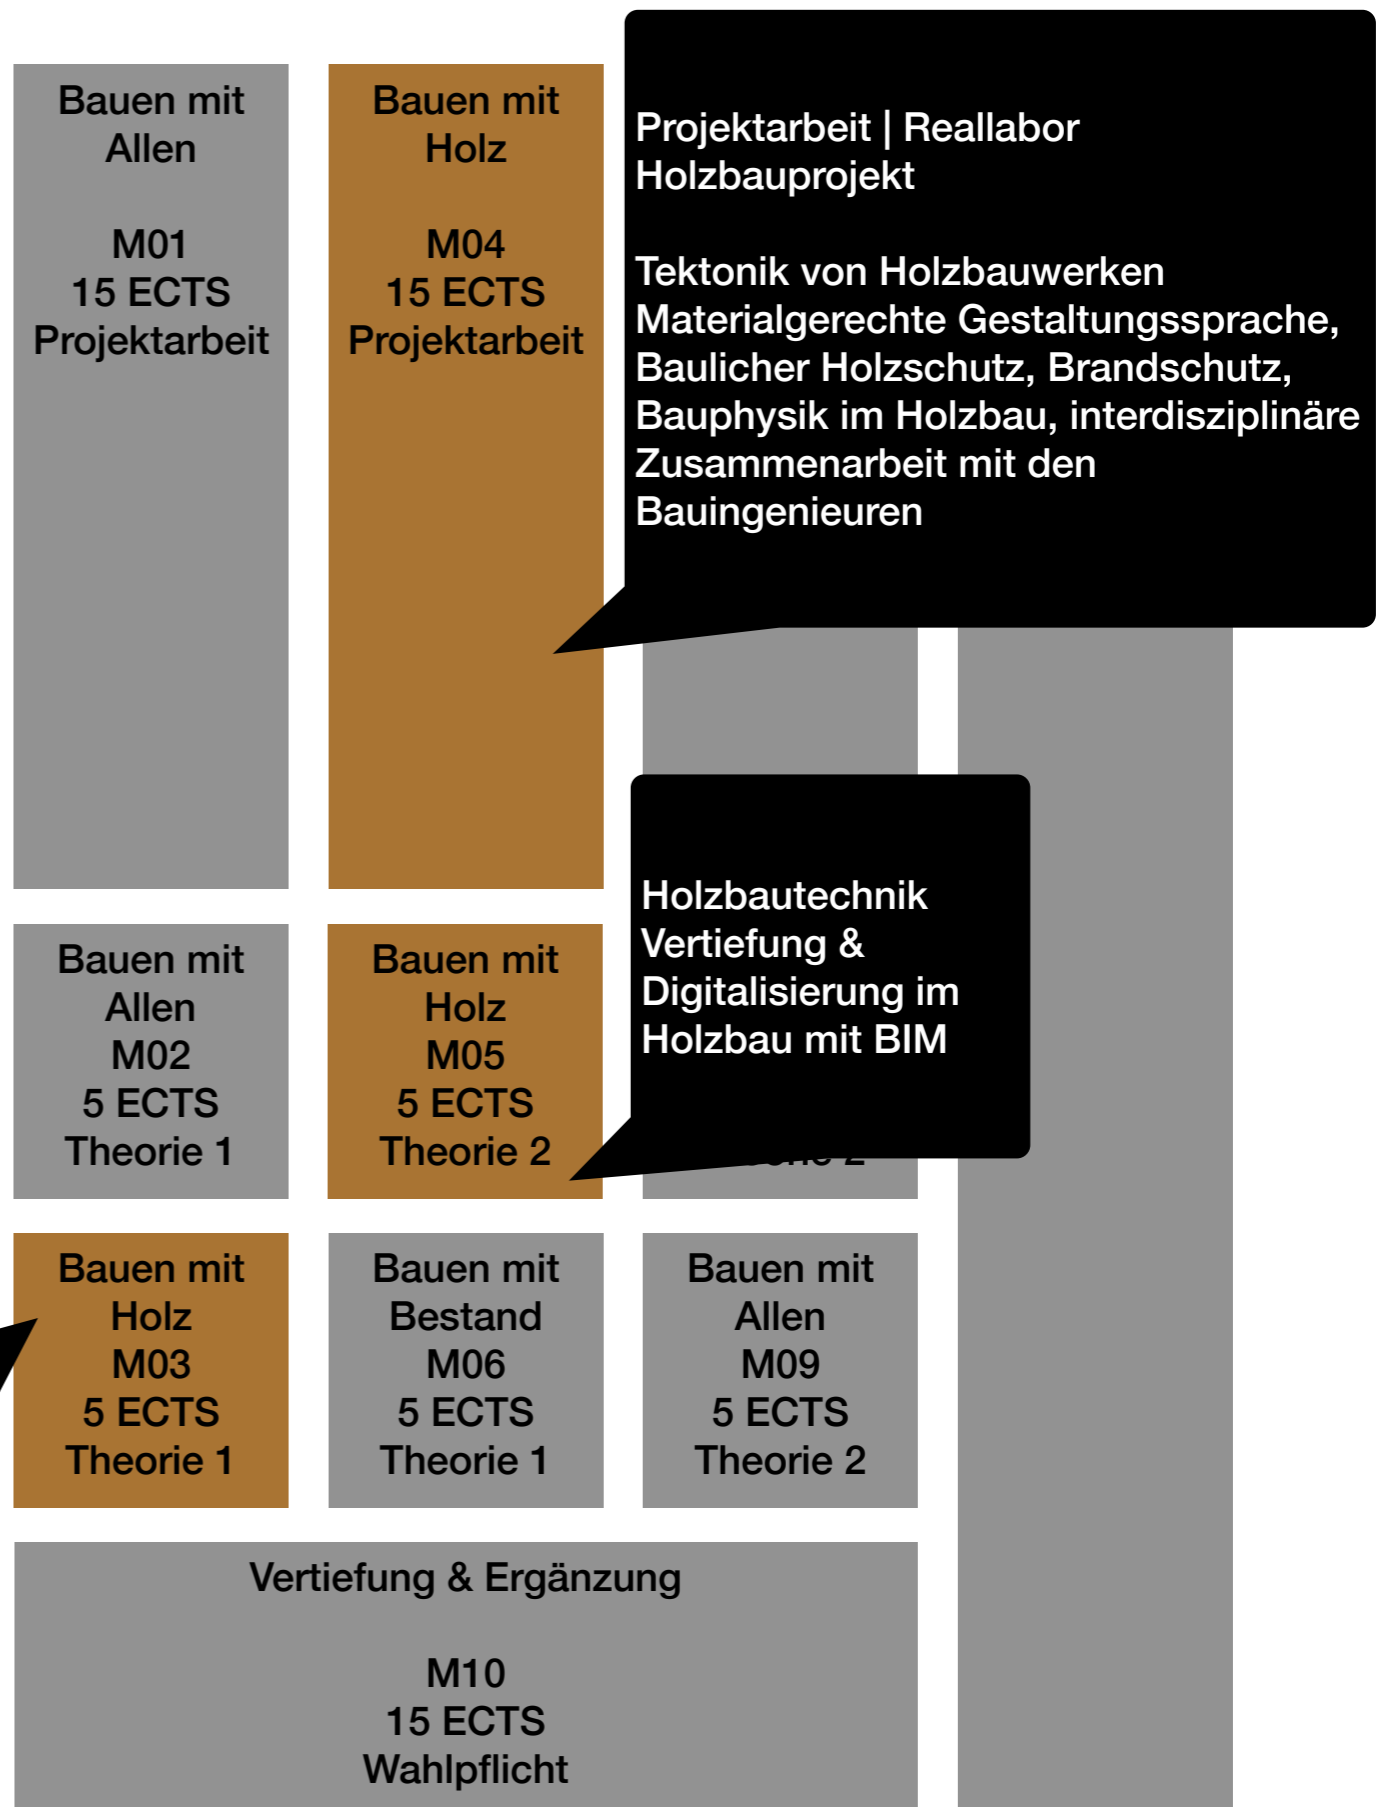 Bauen mit
Allen
M01
15 ECTS
Projektarbeit
Bauen mit
Holz
M04
15 ECTS
Projektarbeit
Projektarbeit | Reallabor
Holzbauprojekt
Tektonik von Holzbauwerken
Materialgerechte Gestaltungssprache,
Baulicher Holzschutz, Brandschutz,
Bauphysik im Holzbau, interdisziplinäre
Zusammenarbeit mit den
Bauingenieuren
Bauen mit
Allen
M02
5 ECTS
Theorie 1
Bauen mit
Holz
M05
5 ECTS
Theorie 2
Holzbautechnik
Vertiefung &
Digitalisierung im
Holzbau mit BIM
Bauen mit
Holz
M03
5 ECTS
Theorie 1
Bauen mit
Bestand
M06
5 ECTS
Theorie 1
Bauen mit
Allen
M09
5 ECTS
Theorie 2
Vertiefung & Ergänzung
M10
15 ECTS
Wahlpflicht